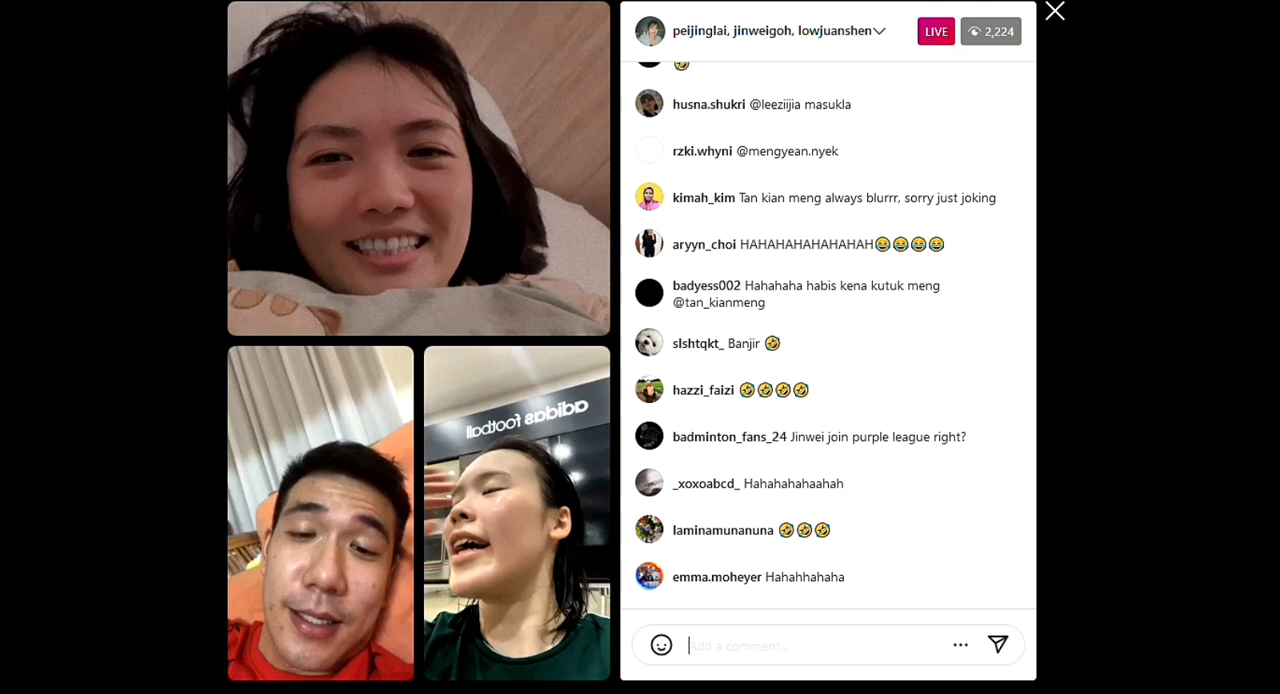 peijinglai, jinweigoh, lowjuanshen
LIVE
2,224
🤣
husna.shukri @leeziijia masukla
rzki.whyni @mengyean.nyek
kimah_kim Tan kian meng always blurrr, sorry just joking
aryyn_choi HAHAHAHAHAHAHAH😂😂😂😂
badyess002 Hahahaha habis kena kutuk meng
@tan_kianmeng
slshtqkt_ Banjir 🤣
hazzi_faizi 🤣🤣🤣🤣
badminton_fans_24 Jinwei join purple league right?
_xoxoabcd_ Hahahahahaahah
laminamunanuna 🤣🤣🤣
emma.moheyer Hahahhahaha
Add a comment...
adidas football